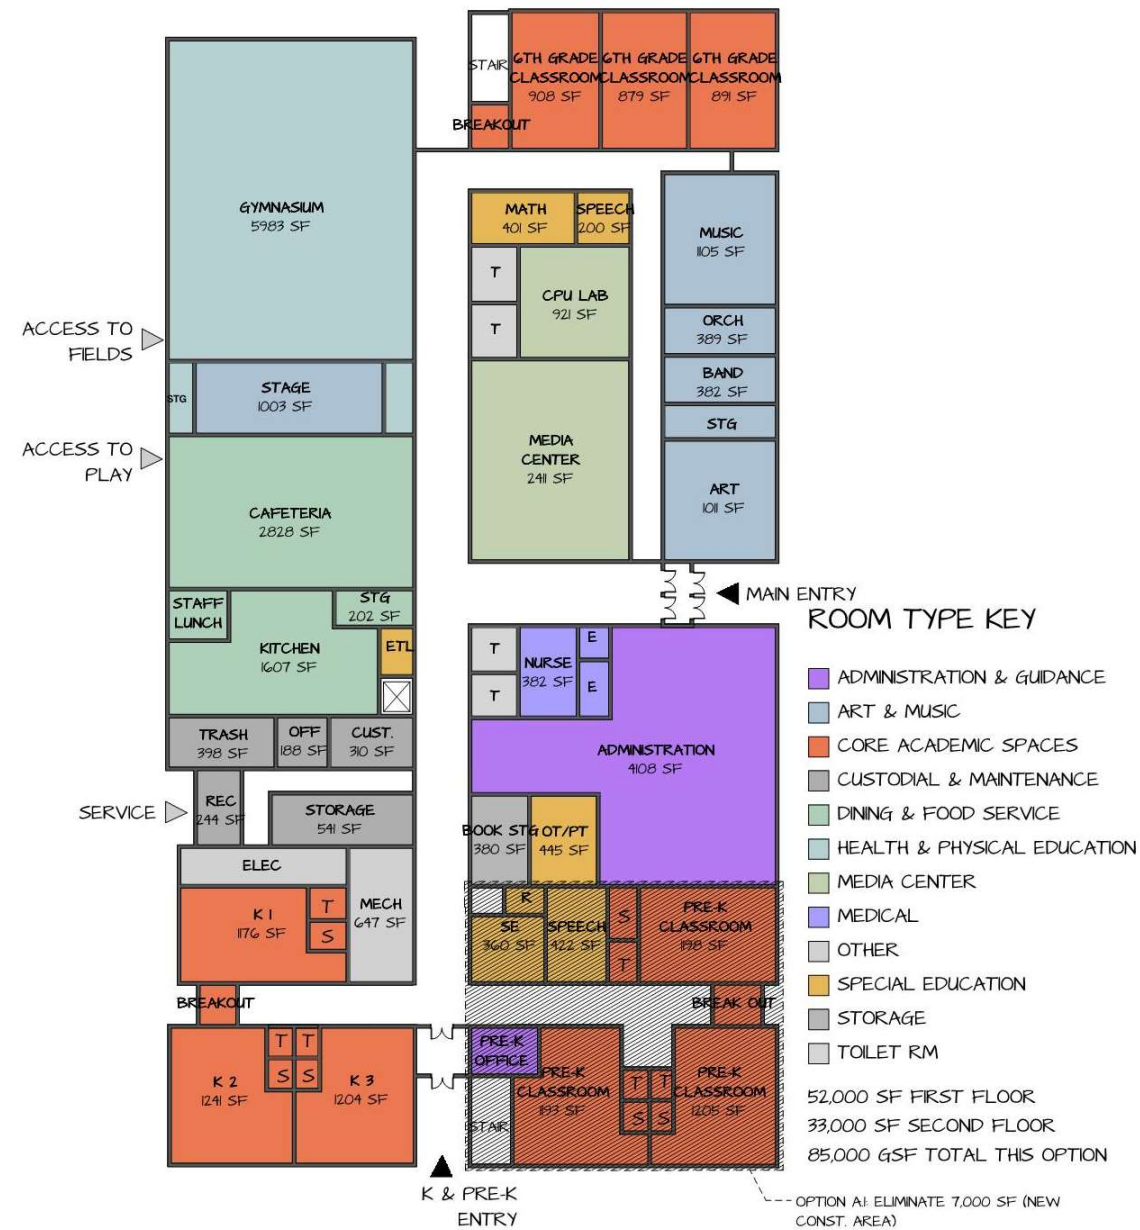 STAIR
6TH GRADE
CLASSROOM
908 SF
6TH GRADE
CLASSROOM
879 SF
6TH GRADE
CLASSROOM
891 SF
BREAKOUT
GYMNASIUM
5983 SF
MATH
401 SF
SPEECH
200 SF
MUSIC
1105 SF
T
CPU LAB
921 SF
T
ORCH
389 SF
ACCESS TO
FIELDS
BAND
382 SF
STG
STAGE
1003 SF
STG
ACCESS TO
PLAY
MEDIA
CENTER
2411 SF
ART
1011 SF
CAFETERIA
2828 SF
MAIN ENTRY
STAFF
LUNCH
STG
202 SF
KITCHEN
1607 SF
ETL
T
NURSE
382 SF
E
T
E
TRASH
398 SF
OFF
188 SF
CUST.
310 SF
ADMINISTRATION
4108 SF
SERVICE
REC
244 SF
STORAGE
541 SF
BOOK STG
380 SF
OT/PT
445 SF
ELEC
MECH
647 SF
K 1
1176 SF
T
S
R
SE
360 SF
SPEECH
422 SF
S
T
PRE-K
CLASSROOM
1198 SF
BREAKOUT
BREAK OUT
K 2
1241 SF
T
T
S
S
K 3
1204 SF
PRE-K
OFFICE
PRE-K
CLASSROOM
1193 SF
T
T
S
S
PRE-K
CLASSROOM
1205 SF
STAIR
K & PRE-K
ENTRY
ROOM TYPE KEY
ADMINISTRATION & GUIDANCE
ART & MUSIC
CORE ACADEMIC SPACES
CUSTODIAL & MAINTENANCE
DINING & FOOD SERVICE
HEALTH & PHYSICAL EDUCATION
MEDIA CENTER
MEDICAL
OTHER
SPECIAL EDUCATION
STORAGE
TOILET RM
52,000 SF FIRST FLOOR
33,000 SF SECOND FLOOR
85,000 GSF TOTAL THIS OPTION
OPTION A.1: ELIMINATE 7,000 SF (NEW
CONST. AREA)